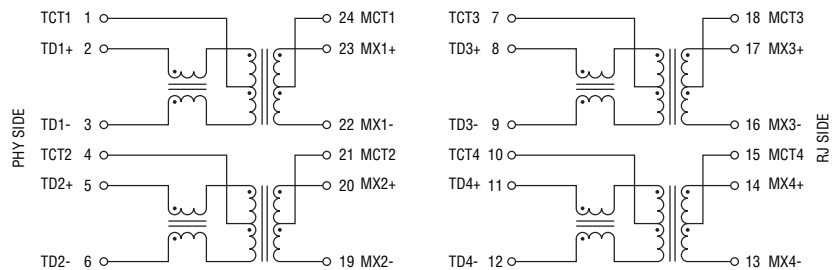 TCT1 1 24 MCT1
TD1+ 2 23 MX1+
TD1- 3 22 MX1-
TCT2 4 21 MCT2
TD2+ 5 20 MX2+
TD2- 6 19 MX2-
PHY SIDE
TCT3 7 18 MCT3
TD3+ 8 17 MX3+
TD3- 9 16 MX3-
TCT4 10 15 MCT4
TD4+ 11 14 MX4+
TD4- 12 13 MX4-
RJ SIDE